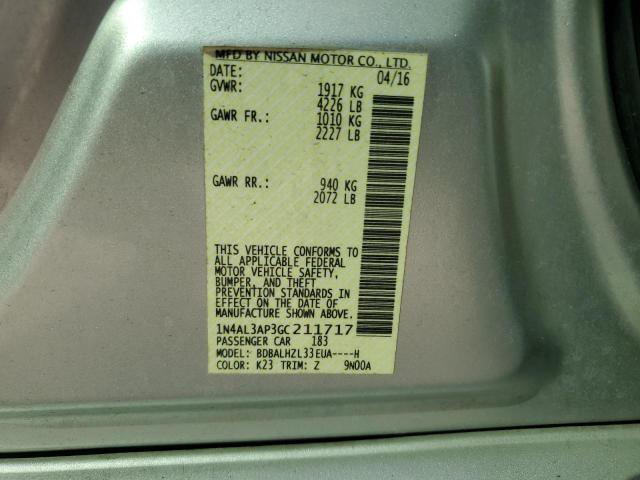 MFD BY NISSAN MOTOR CO., LTD.
DATE: 04/16
GVWR: 1917 KG
4226 LB
GAWR FR.: 1010 KG
2227 LB
GAWR RR.: 940 KG
2072 LB
THIS VEHICLE CONFORMS TO
ALL APPLICABLE FEDERAL
MOTOR VEHICLE SAFETY,
BUMPER, AND THEFT
PREVENTION STANDARDS IN
EFFECT ON THE DATE OF
MANUFACTURE SHOWN ABOVE.
1N4AL3AP3GC211717
PASSENGER CAR 183
MODEL: BDBALHZL33EUA----H
COLOR: K23 TRIM: Z 9N00A